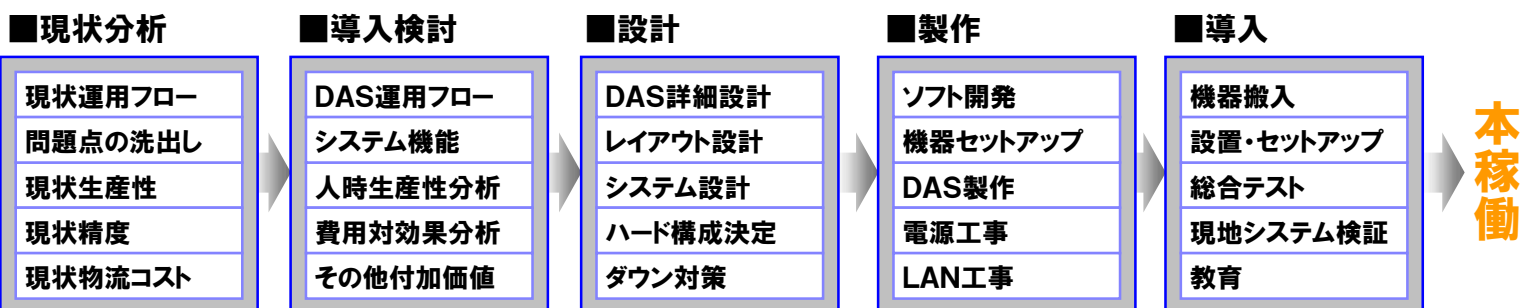 ■現状分析
現状運用フロー
問題点の洗出し
現状生産性
現状精度
現状物流コスト
■導入検討
DAS運用フロー
システム機能
人時生産性分析
費用対効果分析
その他付加価値
■設計
DAS詳細設計
レイアウト設計
システム設計
ハード構成決定
ダウン対策
■製作
ソフト開発
機器セットアップ
DAS製作
電源工事
LAN工事
■導入
機器搬入
設置・セットアップ
総合テスト
現地システム検証
教育
本稼働